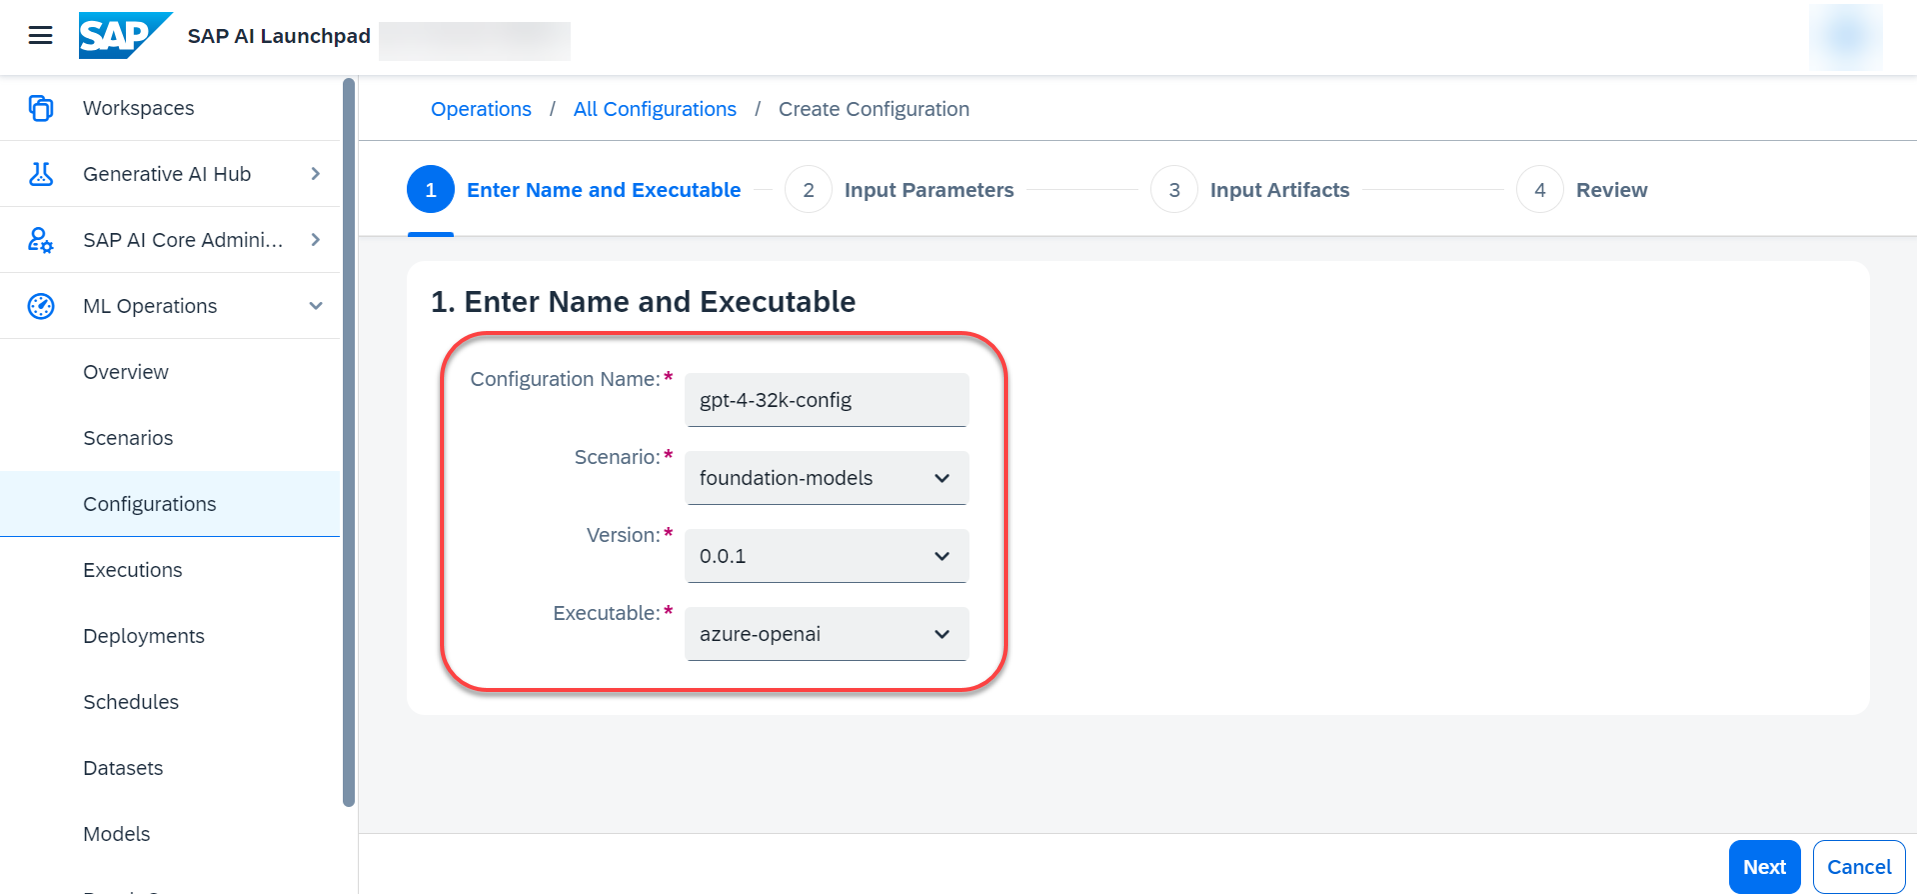 SAP
SAP AI Launchpad
Workspaces
Generative AI Hub
SAP AI Core Admini...
ML Operations
Overview
Scenarios
Configurations
Executions
Deployments
Schedules
Datasets
Models
Operations / All Configurations / Create Configuration
1 Enter Name and Executable
2 Input Parameters
3 Input Artifacts
4 Review
1. Enter Name and Executable
Configuration Name:* gpt-4-32k-config
Scenario:* foundation-models
Version:* 0.0.1
Executable:* azure-openai
Next Cancel